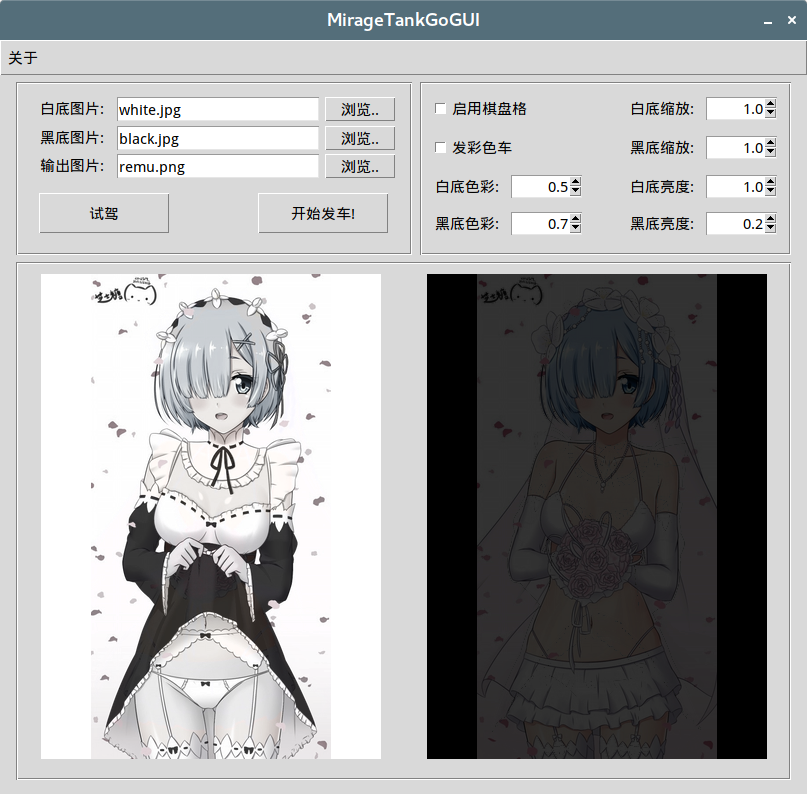 MirageTankGoGUI
关于
白底图片: white.jpg 浏览..
黑底图片: black.jpg 浏览..
输出图片: remu.png 浏览..
试驾 开始发车!
启用棋盘格 白底缩放: 1.0
发彩色车 黑底缩放: 1.0
白底色彩: 0.5 白底亮度: 1.0
黑底色彩: 0.7 黑底亮度: 0.2